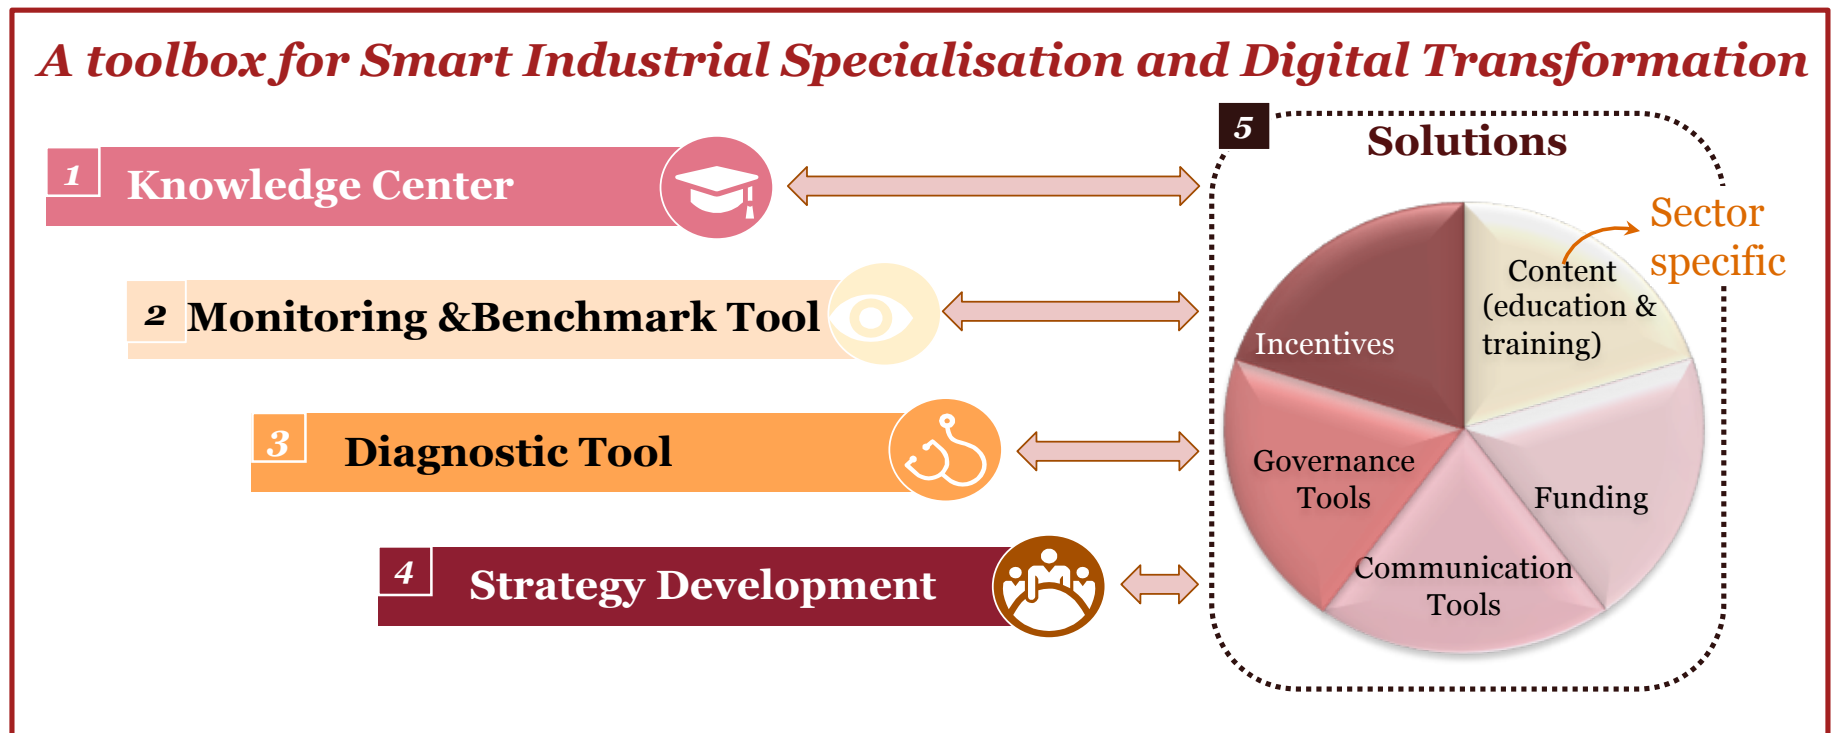 A toolbox for Smart Industrial Specialisation and Digital Transformation
1
Knowledge Center
2
Monitoring &Benchmark Tool
3
Diagnostic Tool
4
Strategy Development
5
Solutions
Sector
specific
Content
(education &
training)
Incentives
Governance
Tools
Funding
Communication
Tools